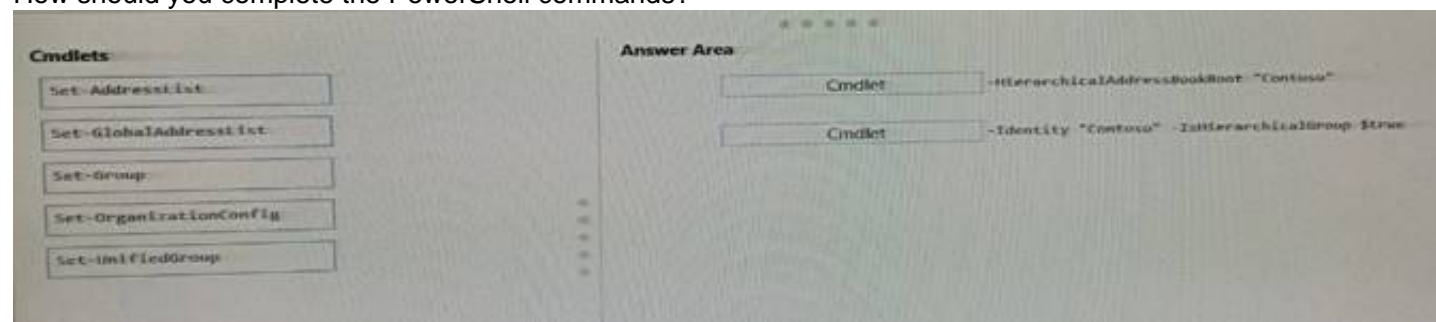 How should you complete the PowerShell commands?
Cmdlets
Answer Area
Set-AddressList
Cmdlet
-HierarchicalAddressBookRoot "Contoso"
Set-GlobalAddressList
Cmdlet
-Identity "Contoso" -IsHierarchicalGroup $true
Set-Group
Set-OrganizationConfig
Set-UnifiedGroup